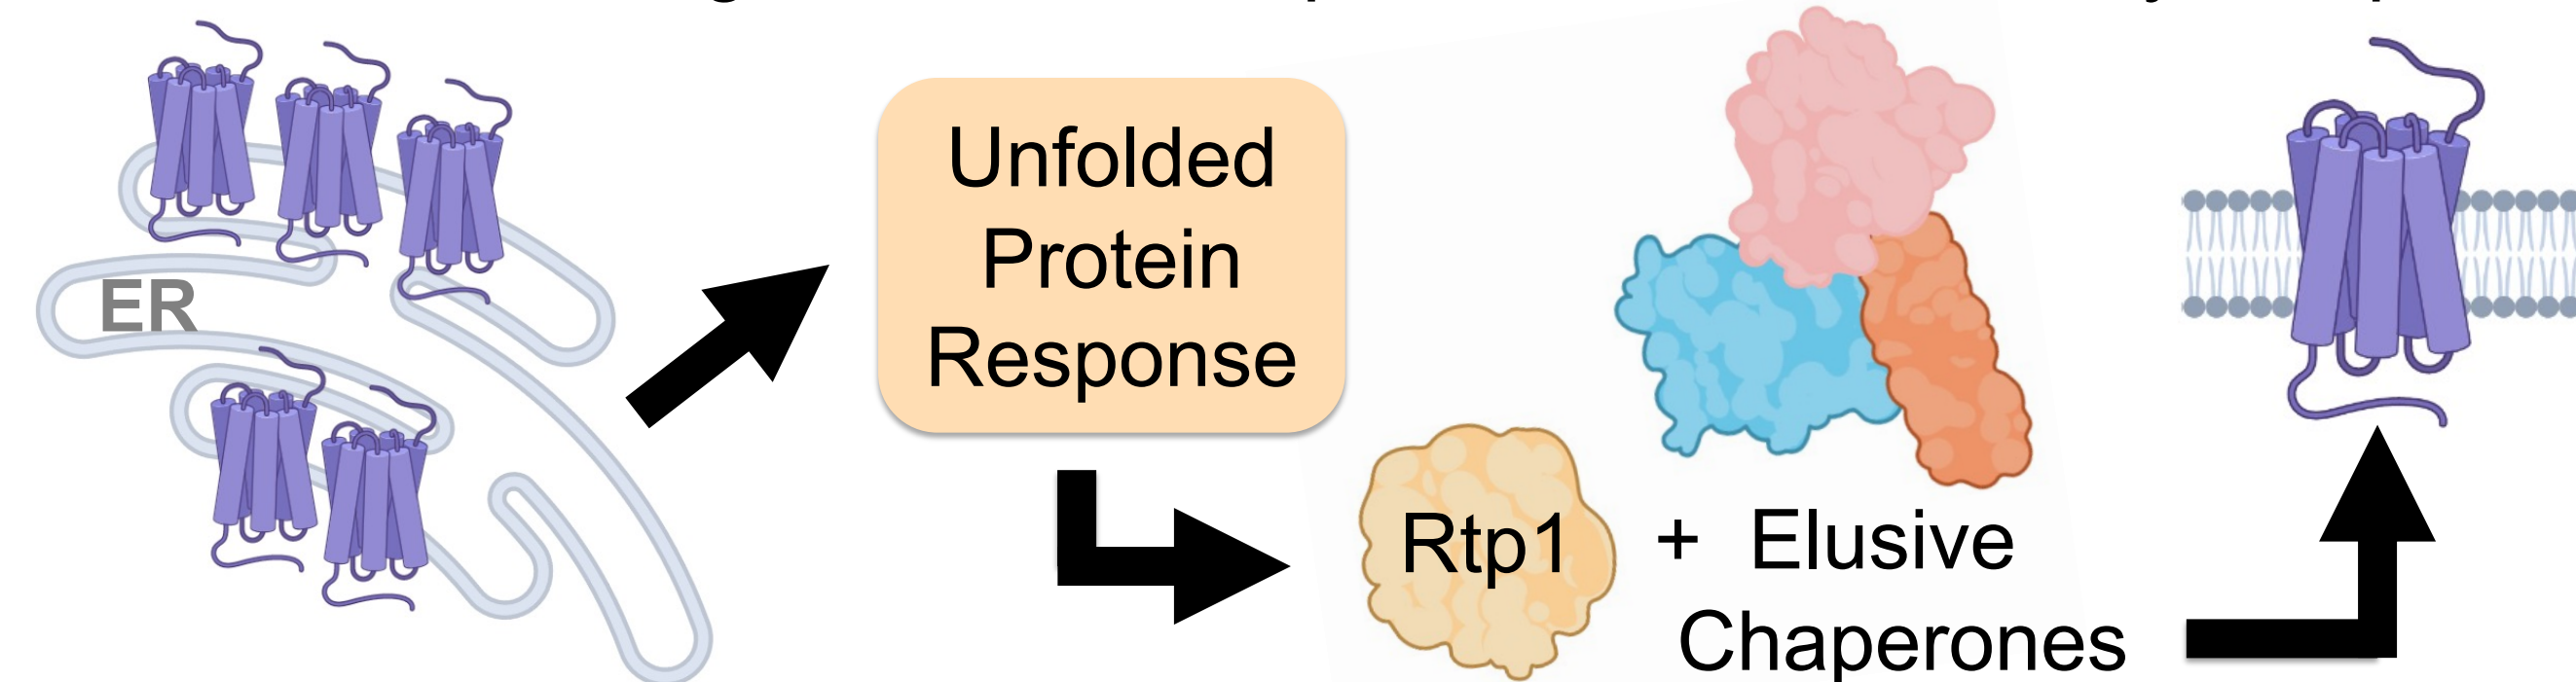 ER
Unfolded
Protein
Response
Rtp1 + Elusive
Chaperones